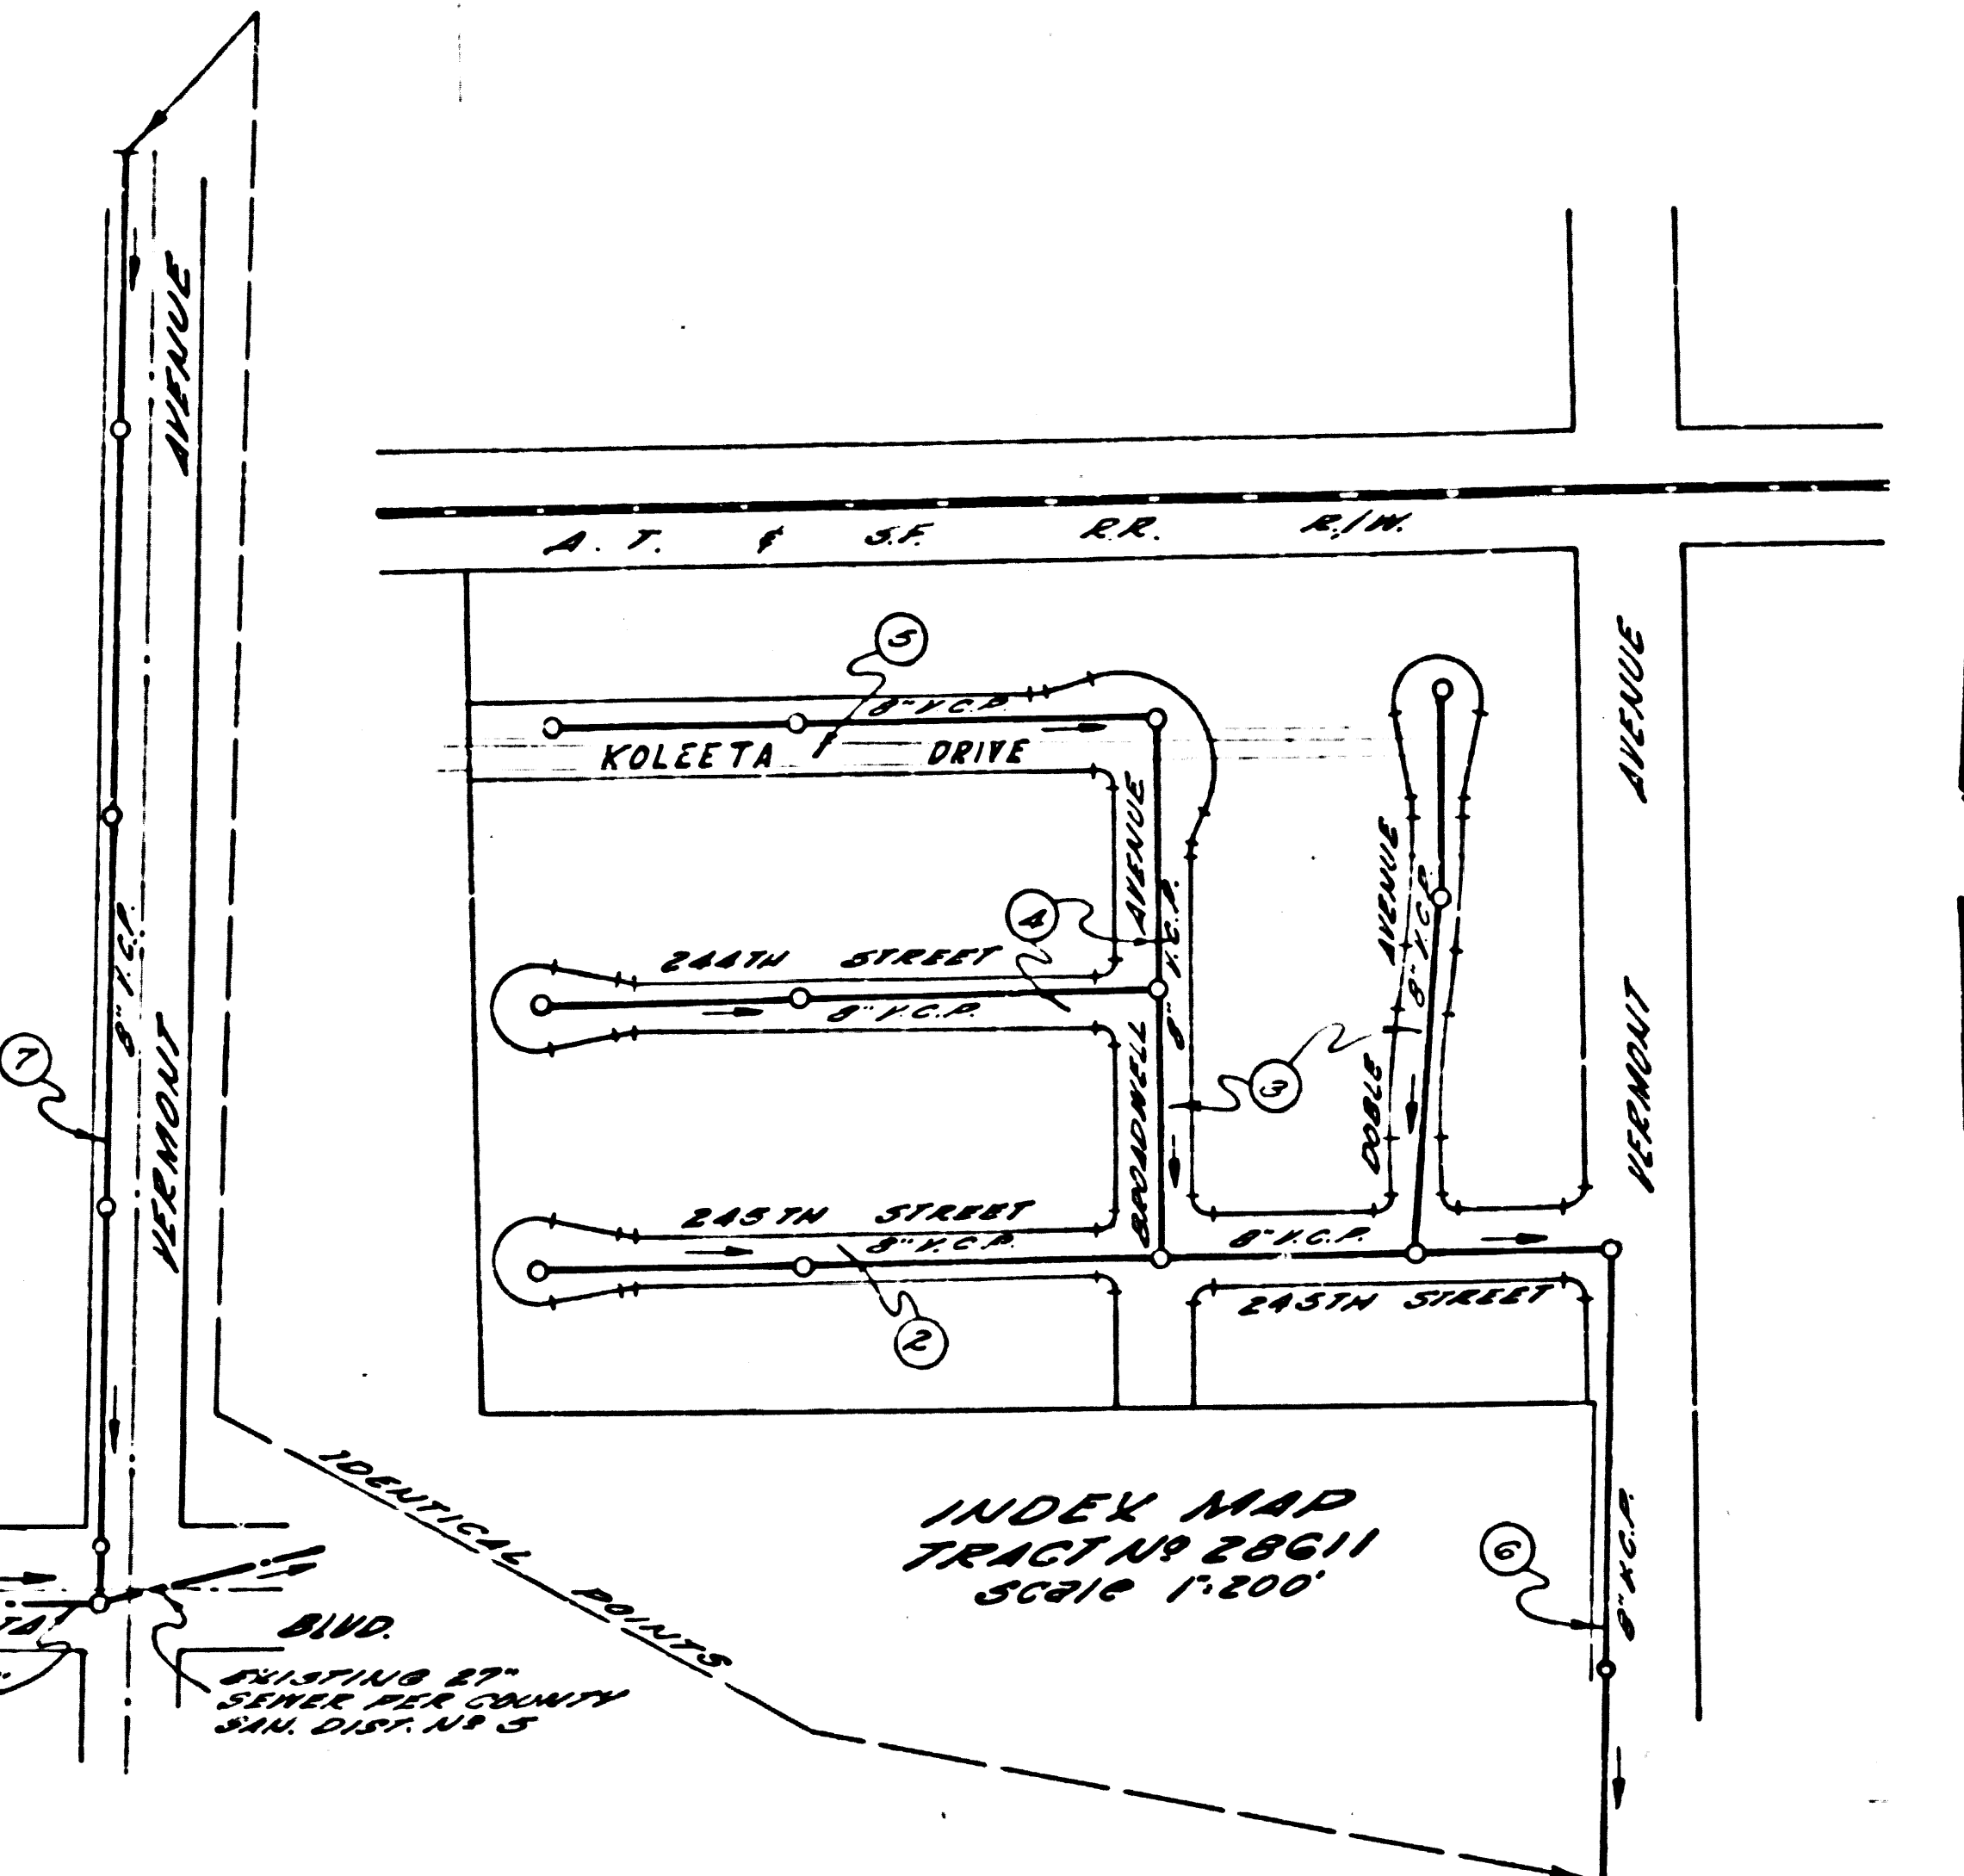 AVENUE
8" V.C.P.
VERMONT
7
A. T. & S.F. R.R. R/W.
5
8" V.C.P.
KOLEETA DRIVE
AVENUE
4
8" V.C.P.
244TH STREET
8" V.C.P.
BROADWELL
3
AVENUE
8" V.C.P.
DOBLE
AVENUE
VERMONT
245TH STREET
8" V.C.P.
8" V.C.P.
245TH STREET
2
INDEX MAP
TRACT Nº 28611
Scale 1"=200'
6
8" V.C.P.
IDENTICAL POINTS
BLVD.
EXISTING 27"
SEWER PER COUNTY
SAN. DIST. Nº 5